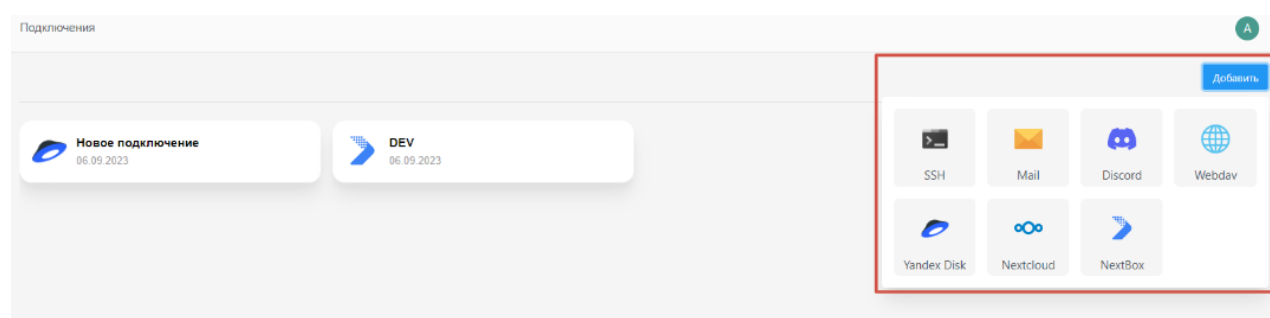 Подключения
A
Добавить
Новое подключение
06.09.2023
DEV
06.09.2023
SSH
Mail
Discord
Webdav
Yandex Disk
Nextcloud
NextBox